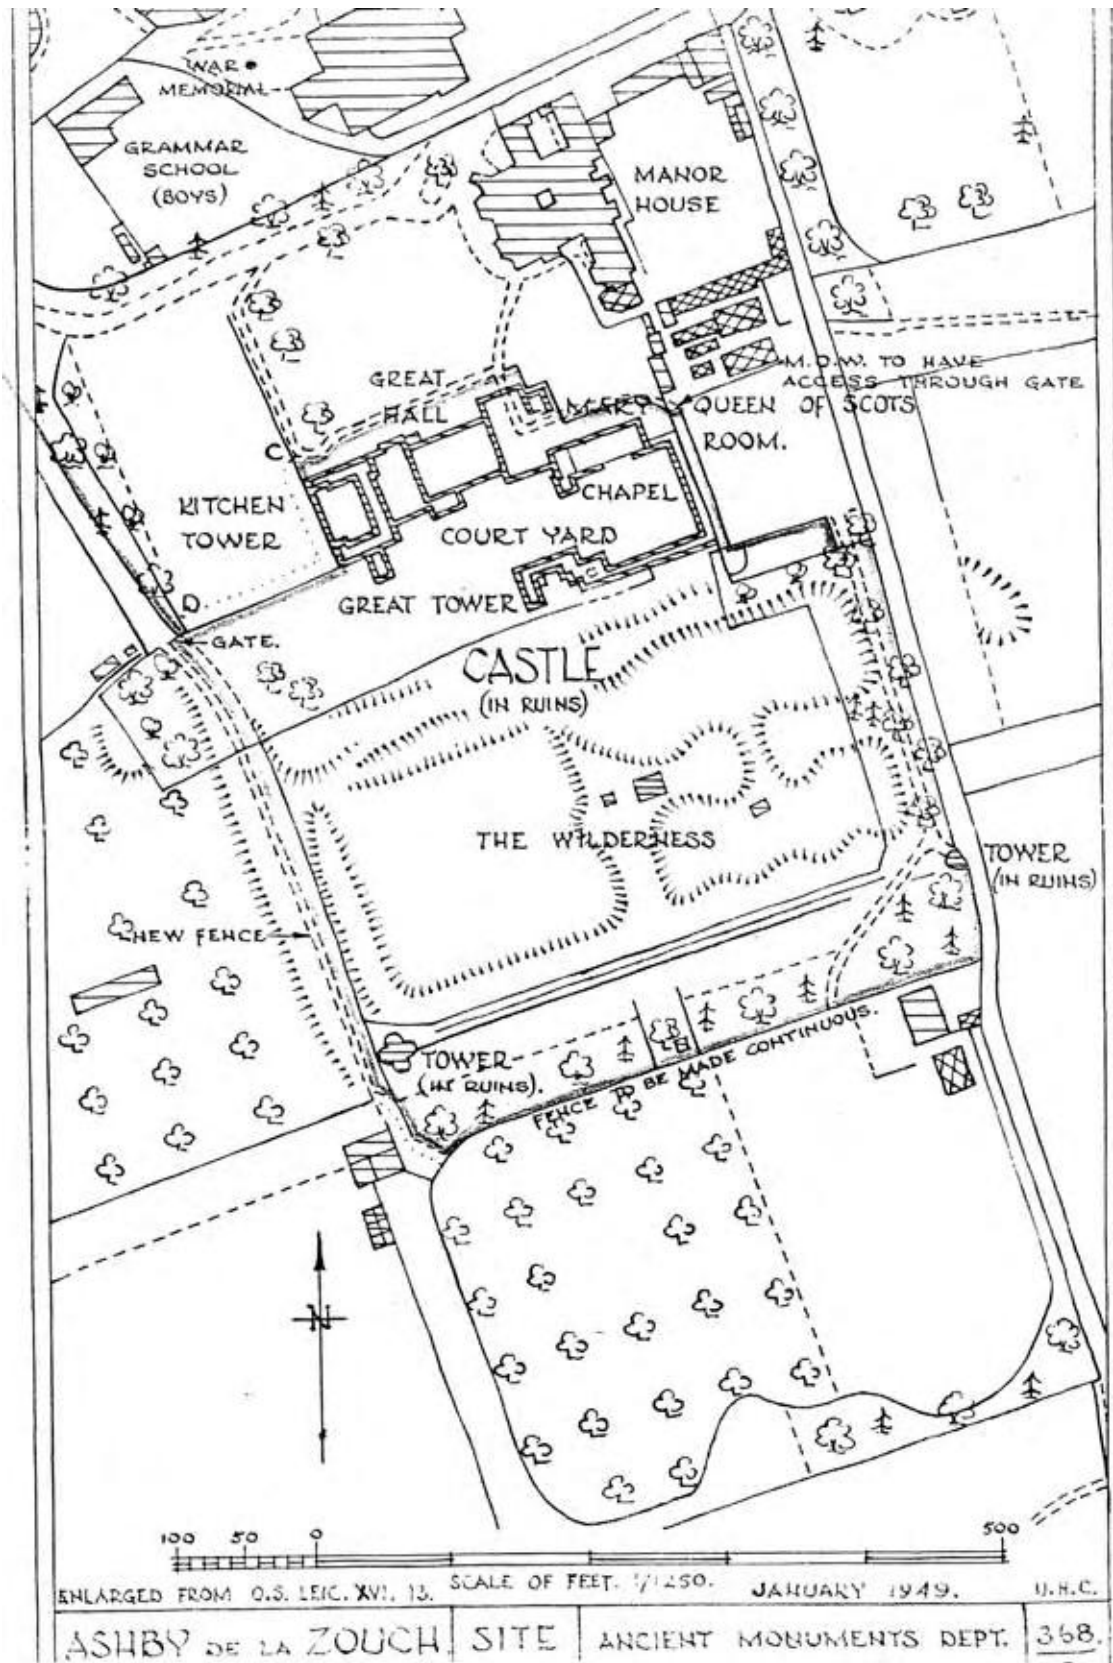 WAR
MEMORIAL
GRAMMAR
SCHOOL
(BOYS)
MANOR
HOUSE
M.O.W. TO HAVE
ACCESS THROUGH GATE
GREAT
HALL
MARY QUEEN OF SCOTS
ROOM.
C
KITCHEN
TOWER
CHAPEL
COURT YARD
D
GREAT TOWER
GATE.
CASTLE
(IN RUINS)
THE WILDERNESS
TOWER
(IN RUINS)
NEW FENCE
TOWER
(IN RUINS).
FENCE TO BE MADE CONTINUOUS.
N
100 50 0 500
ENLARGED FROM O.S. LEIC. XVI. 13. SCALE OF FEET. 1/1250. JANUARY 1949. U.H.C.
ASHBY DE LA ZOUCH SITE ANCIENT MONUMENTS DEPT. 368.